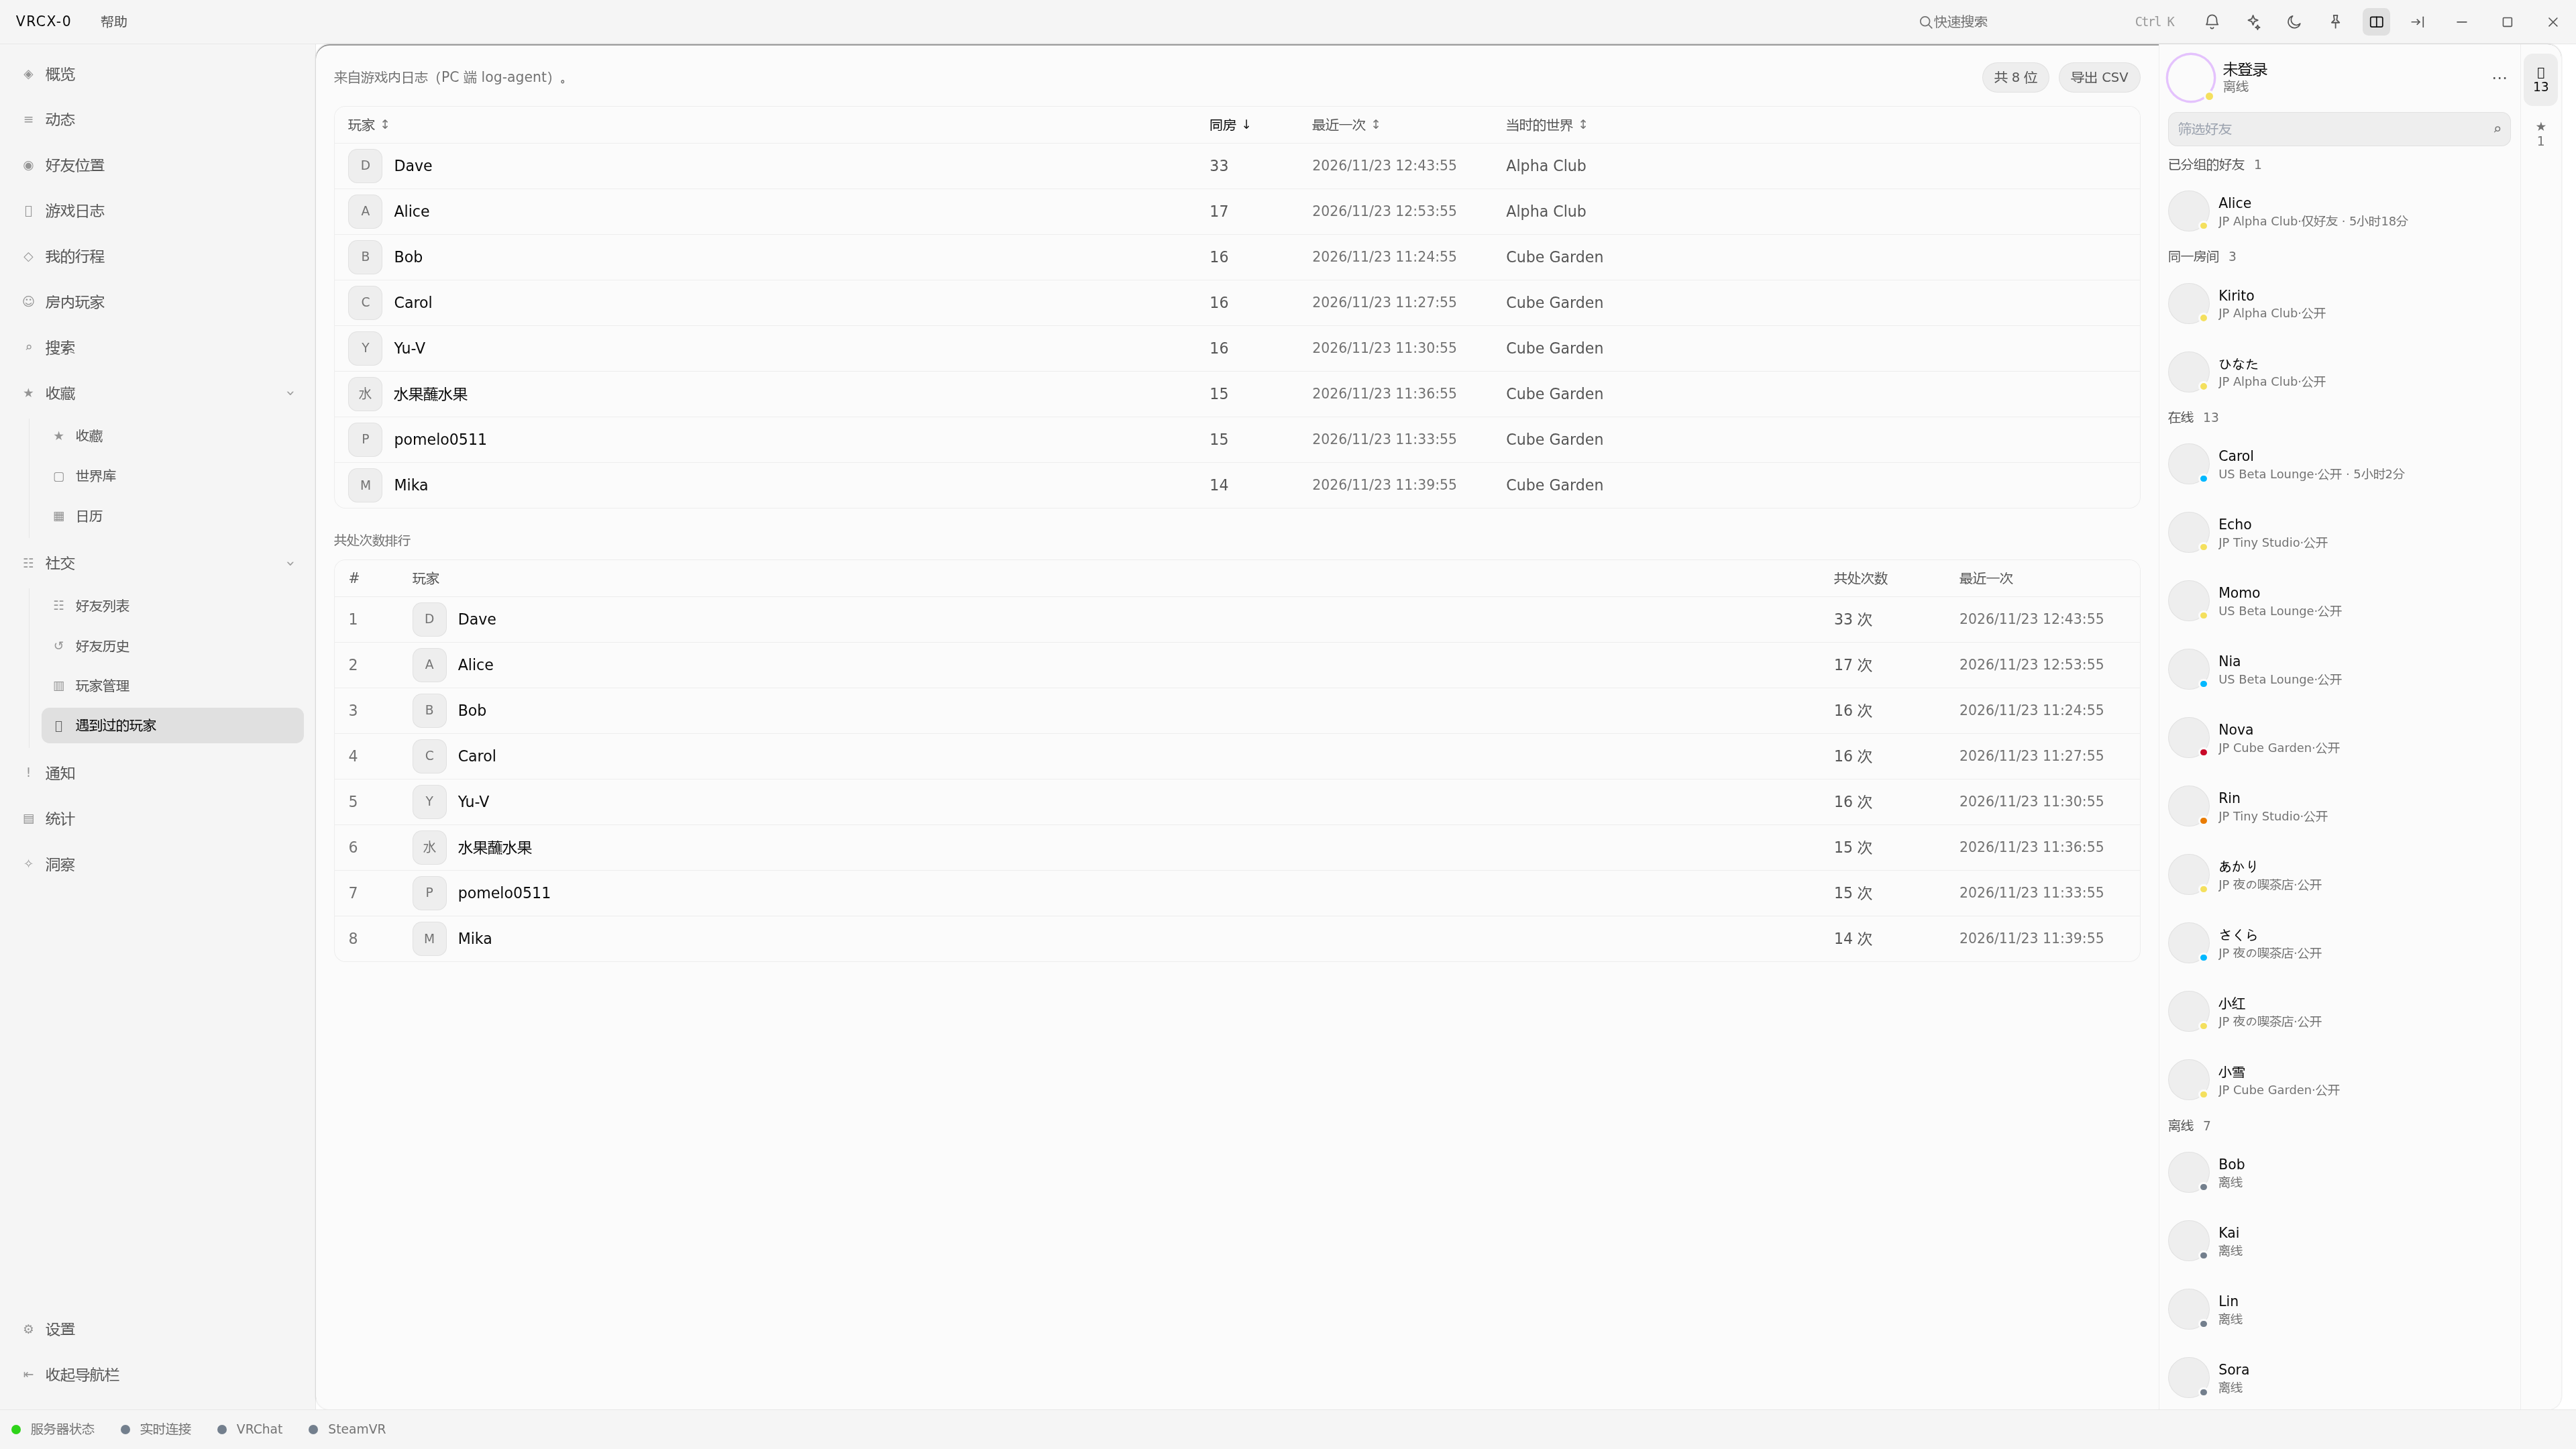 VRCX-0 帮助 快速搜索 Ctrl K
概览
动态
好友位置
游戏日志
我的行程
房内玩家
搜索
收藏
收藏
世界库
日历
社交
好友列表
好友历史
玩家管理
遇到过的玩家
通知
统计
洞察
设置
收起导航栏
来自游戏内日志（PC 端 log-agent）。 共 8 位 导出 CSV
玩家 ↕ 同房 ↓ 最近一次 ↕ 当时的世界 ↕
D Dave 33 2026/11/23 12:43:55 Alpha Club
A Alice 17 2026/11/23 12:53:55 Alpha Club
B Bob 16 2026/11/23 11:24:55 Cube Garden
C Carol 16 2026/11/23 11:27:55 Cube Garden
Y Yu-V 16 2026/11/23 11:30:55 Cube Garden
水 水果蘸水果 15 2026/11/23 11:36:55 Cube Garden
P pomelo0511 15 2026/11/23 11:33:55 Cube Garden
M Mika 14 2026/11/23 11:39:55 Cube Garden
共处次数排行
# 玩家 共处次数 最近一次
1 D Dave 33 次 2026/11/23 12:43:55
2 A Alice 17 次 2026/11/23 12:53:55
3 B Bob 16 次 2026/11/23 11:24:55
4 C Carol 16 次 2026/11/23 11:27:55
5 Y Yu-V 16 次 2026/11/23 11:30:55
6 水 水果蘸水果 15 次 2026/11/23 11:36:55
7 P pomelo0511 15 次 2026/11/23 11:33:55
8 M Mika 14 次 2026/11/23 11:39:55
未登录
离线
筛选好友
已分组的好友 1
Alice
JP Alpha Club·仅好友 · 5小时18分
同一房间 3
Kirito
JP Alpha Club·公开
ひなた
JP Alpha Club·公开
在线 13
Carol
US Beta Lounge·公开 · 5小时2分
Echo
JP Tiny Studio·公开
Momo
US Beta Lounge·公开
Nia
US Beta Lounge·公开
Nova
JP Cube Garden·公开
Rin
JP Tiny Studio·公开
あかり
JP 夜の喫茶店·公开
さくら
JP 夜の喫茶店·公开
小红
JP 夜の喫茶店·公开
小雪
JP Cube Garden·公开
离线 7
Bob
离线
Kai
离线
Lin
离线
Sora
离线
13
★
1
服务器状态 实时连接 VRChat SteamVR